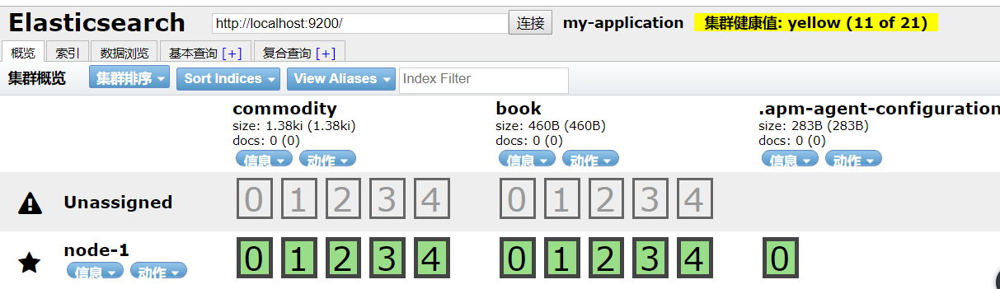 Elasticsearch http://localhost:9200/ 连接 my-application 集群健康值: yellow (11 of 21)
概览 索引 数据浏览 基本查询 [+] 复合查询 [+]
集群概览 集群排序 Sort Indices View Aliases Index Filter
commodity book .apm-agent-configuration
size: 1.38ki (1.38ki) size: 460B (460B) size: 283B (283B)
docs: 0 (0) docs: 0 (0) docs: 0 (0)
信息 动作 信息 动作 信息 动作
Unassigned 0 1 2 3 4 0 1 2 3 4
node-1 0 1 2 3 4 0 1 2 3 4 0
信息 动作